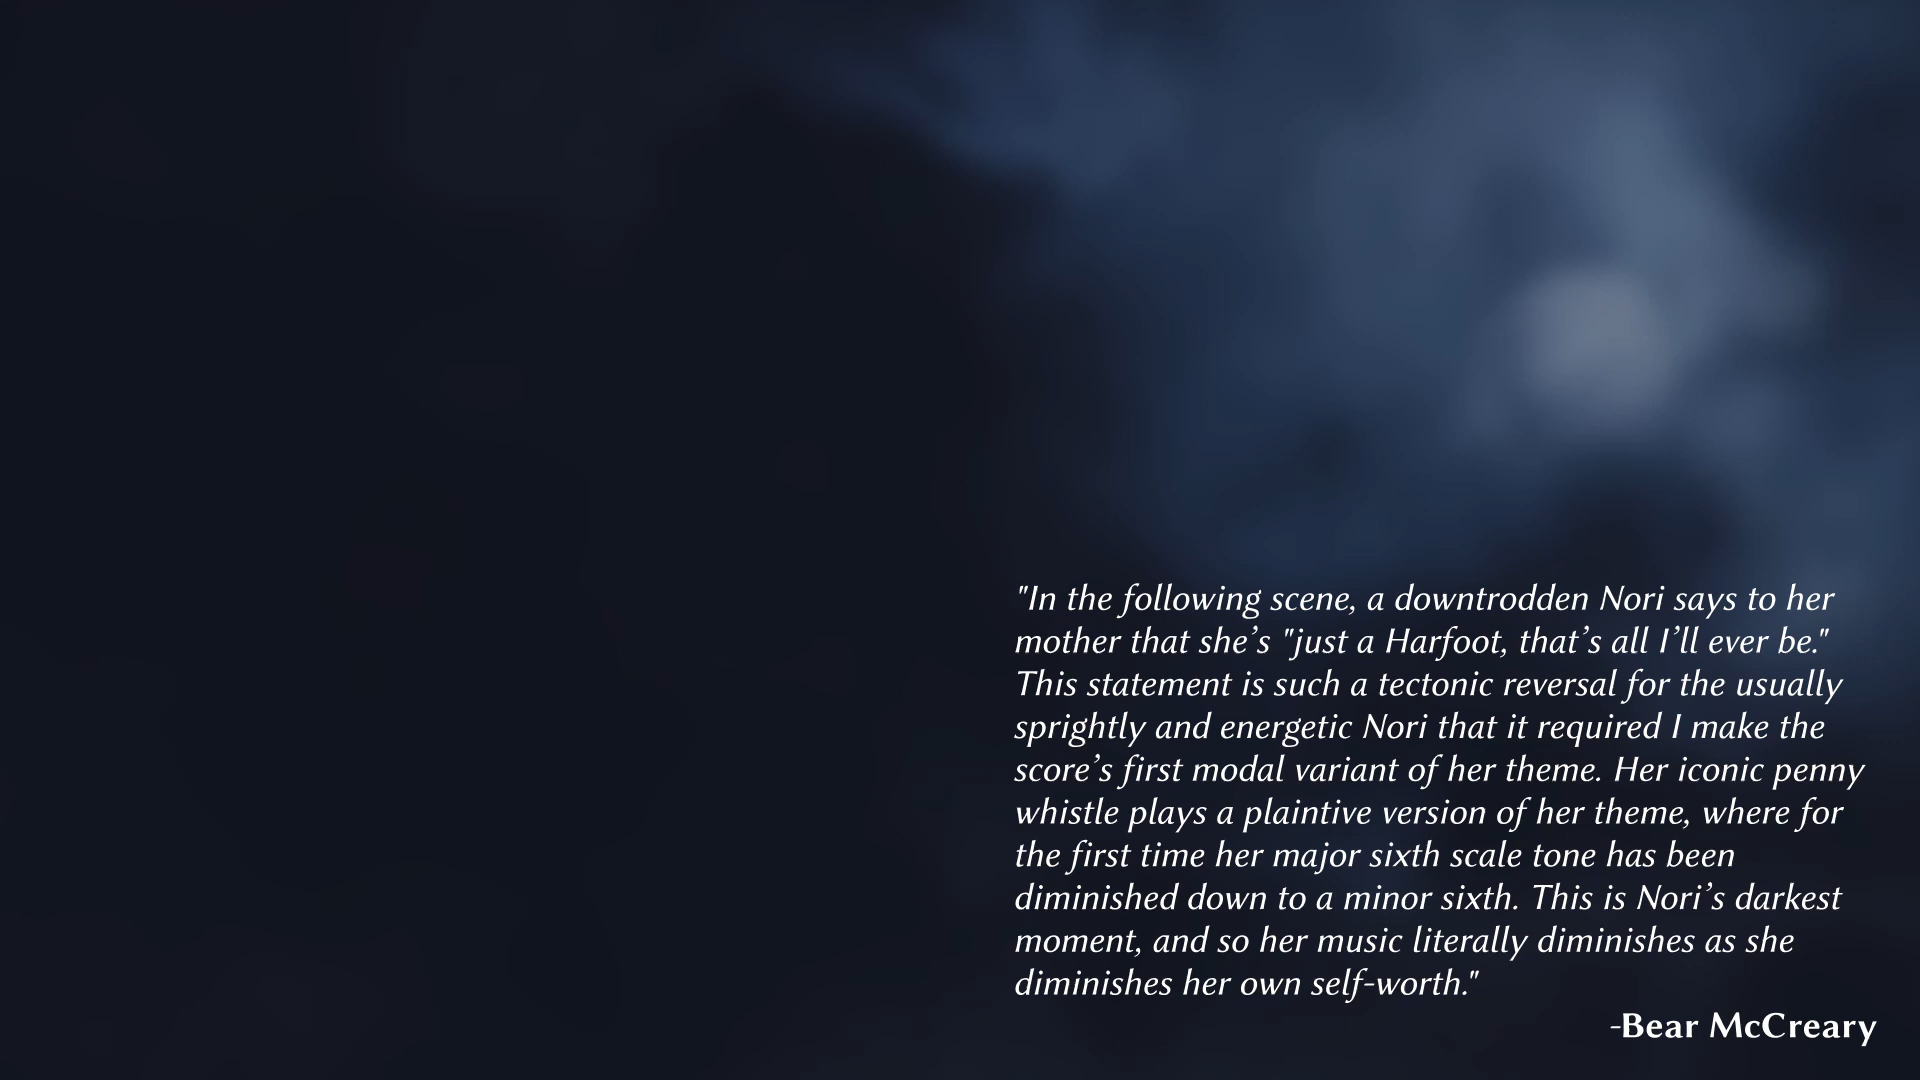 "In the following scene, a downtrodden Nori says to her
mother that she’s "just a Harfoot, that’s all I’ll ever be."
This statement is such a tectonic reversal for the usually
sprightly and energetic Nori that it required I make the
score’s first modal variant of her theme. Her iconic penny
whistle plays a plaintive version of her theme, where for
the first time her major sixth scale tone has been
diminished down to a minor sixth. This is Nori’s darkest
moment, and so her music literally diminishes as she
diminishes her own self-worth."
-Bear McCreary